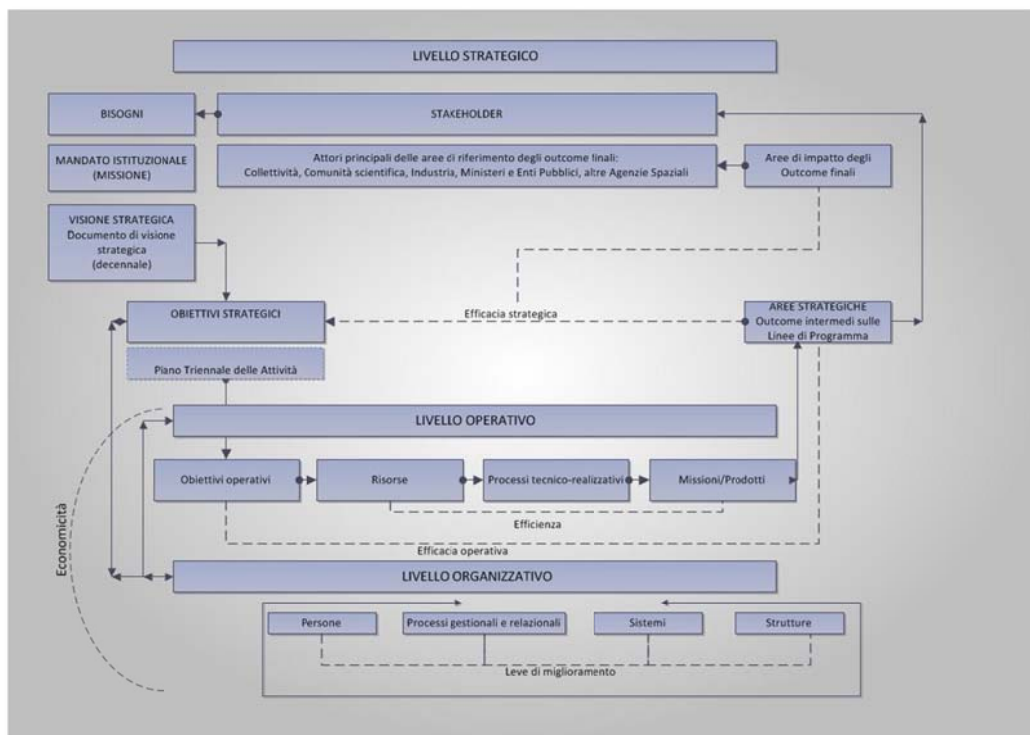 LIVELLO STRATEGICO
BISOGNI
STAKEHOLDER
MANDATO ISTITUZIONALE
(MISSIONE)
Attori principali delle aree di riferimento degli outcome finali:
Collettività, Comunità scientifica, Industria, Ministeri e Enti Pubblici, altre Agenzie Spaziali
Aree di impatto degli
Outcome finali
VISIONE STRATEGICA
Documento di visione
strategica
(decennale)
OBIETTIVI STRATEGICI
Efficacia strategica
AREE STRATEGICHE
Outcome intermedi sulle
Linee di Programma
Piano Triennale delle Attività
LIVELLO OPERATIVO
Obiettivi operativi
Risorse
Processi tecnico-realizzativi
Missioni/Prodotti
Efficienza
Efficacia operativa
Economicità
LIVELLO ORGANIZZATIVO
Persone
Processi gestionali e relazionali
Sistemi
Strutture
Leve di miglioramento